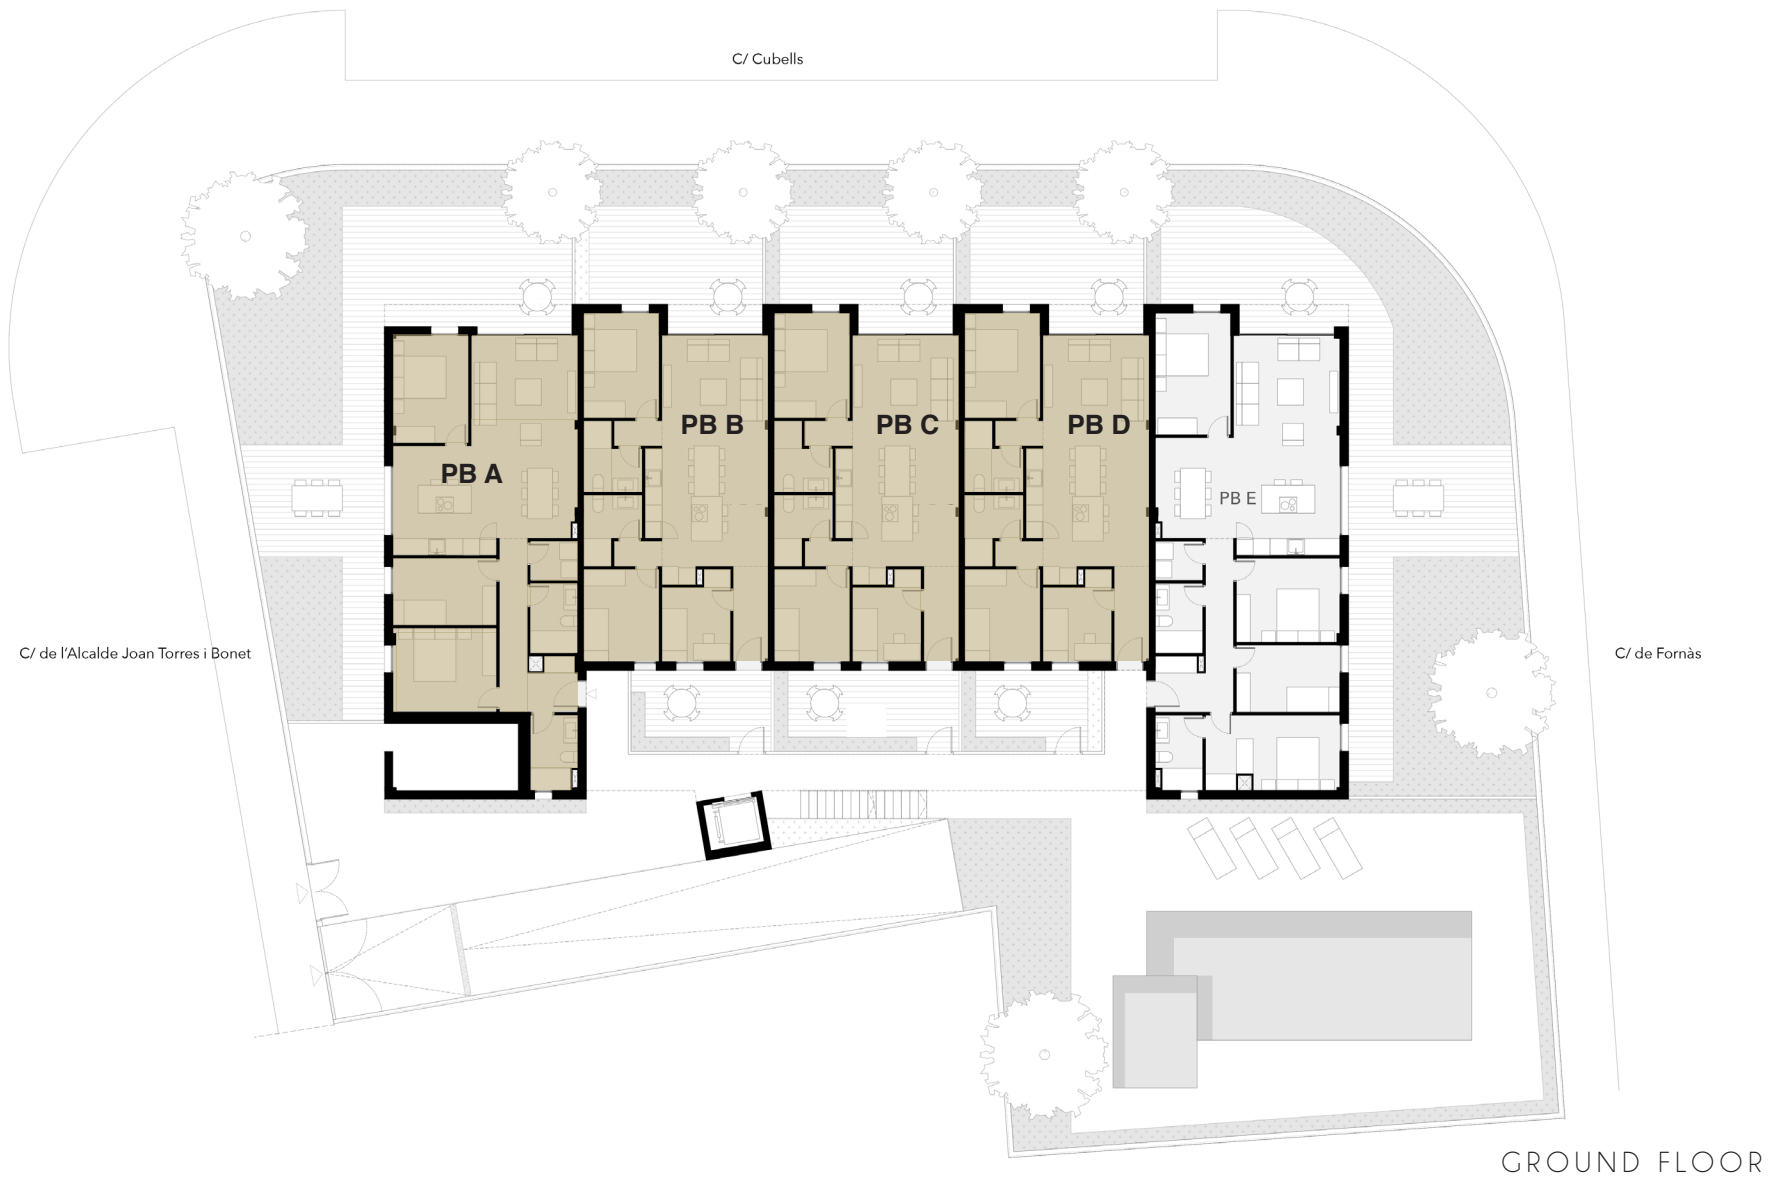 C/ Cubells
PB A
PB B
PB C
PB D
PB E
C/ de l'Alcalde Joan Torres i Bonet
C/ de Fornàs
GROUND FLOOR